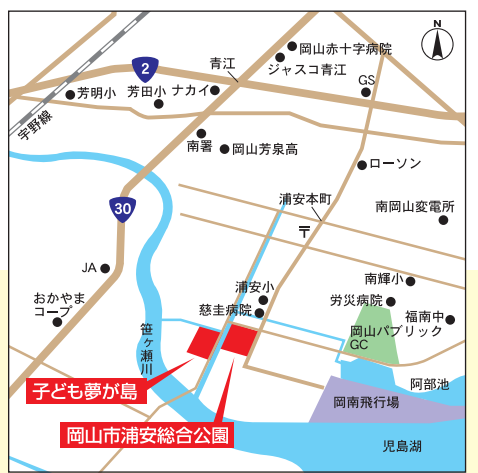 N
岡山赤十字病院
ジャスコ青江
青江
2
GS
芳明小
芳田小
ナカイ
宇野線
南署
岡山芳泉高
ローソン
30
浦安本町
〒
南岡山変電所
JA
南輝小
おかやま
コープ
浦安小
慈圭病院
労災病院
福南中
笹ヶ瀬川
岡山パブリック
GC
子ども夢が島
阿部池
岡南飛行場
岡山市浦安総合公園
児島湖